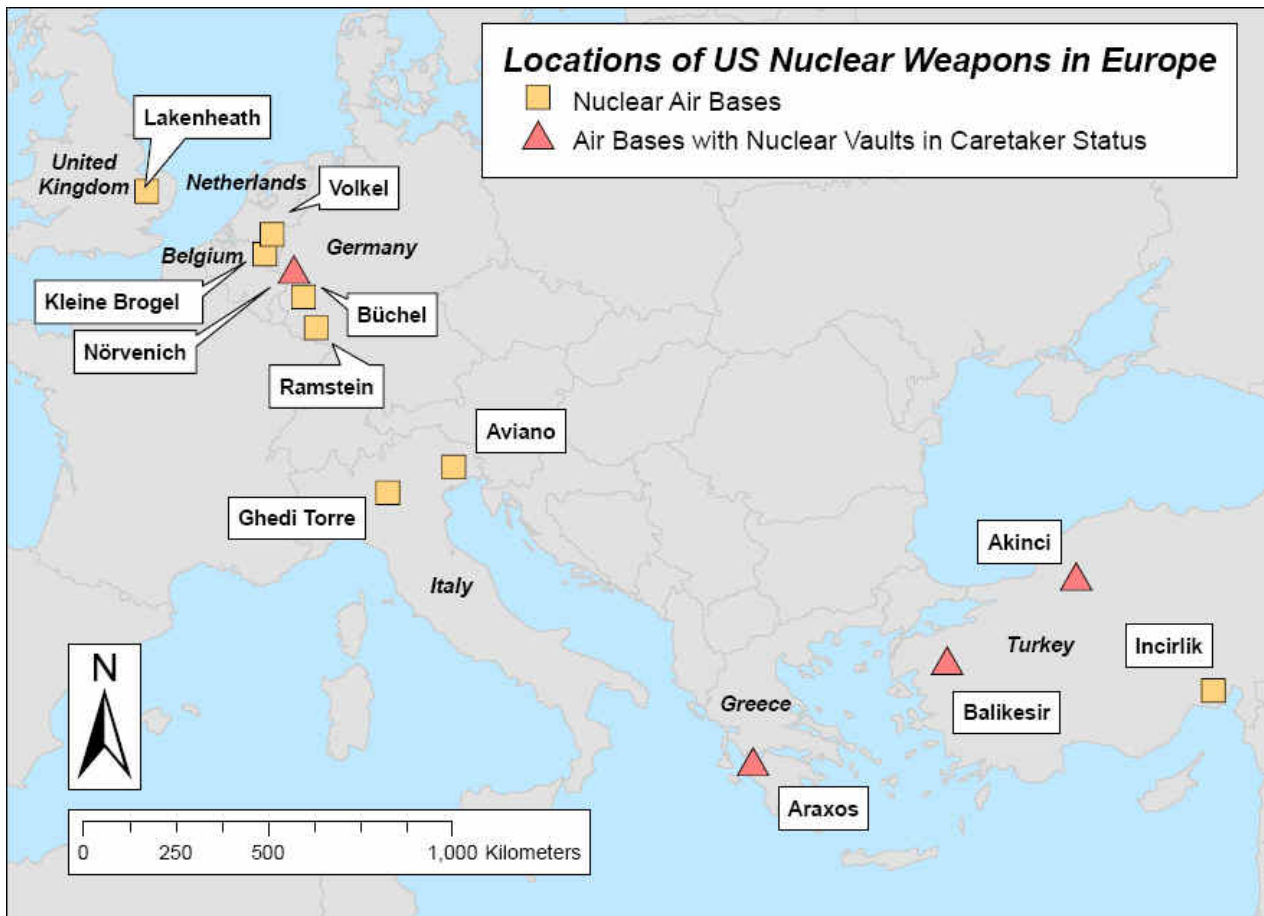 Locations of US Nuclear Weapons in Europe
Nuclear Air Bases
Air Bases with Nuclear Vaults in Caretaker Status
Lakenheath
United
Kingdom
Netherlands
Volkel
Belgium
Germany
Kleine Brogel
Büchel
Nörvenich
Ramstein
Aviano
Ghedi Torre
Italy
Akinci
Turkey
Incirlik
Balikesir
Greece
Araxos
N
0 250 500 1,000 Kilometers